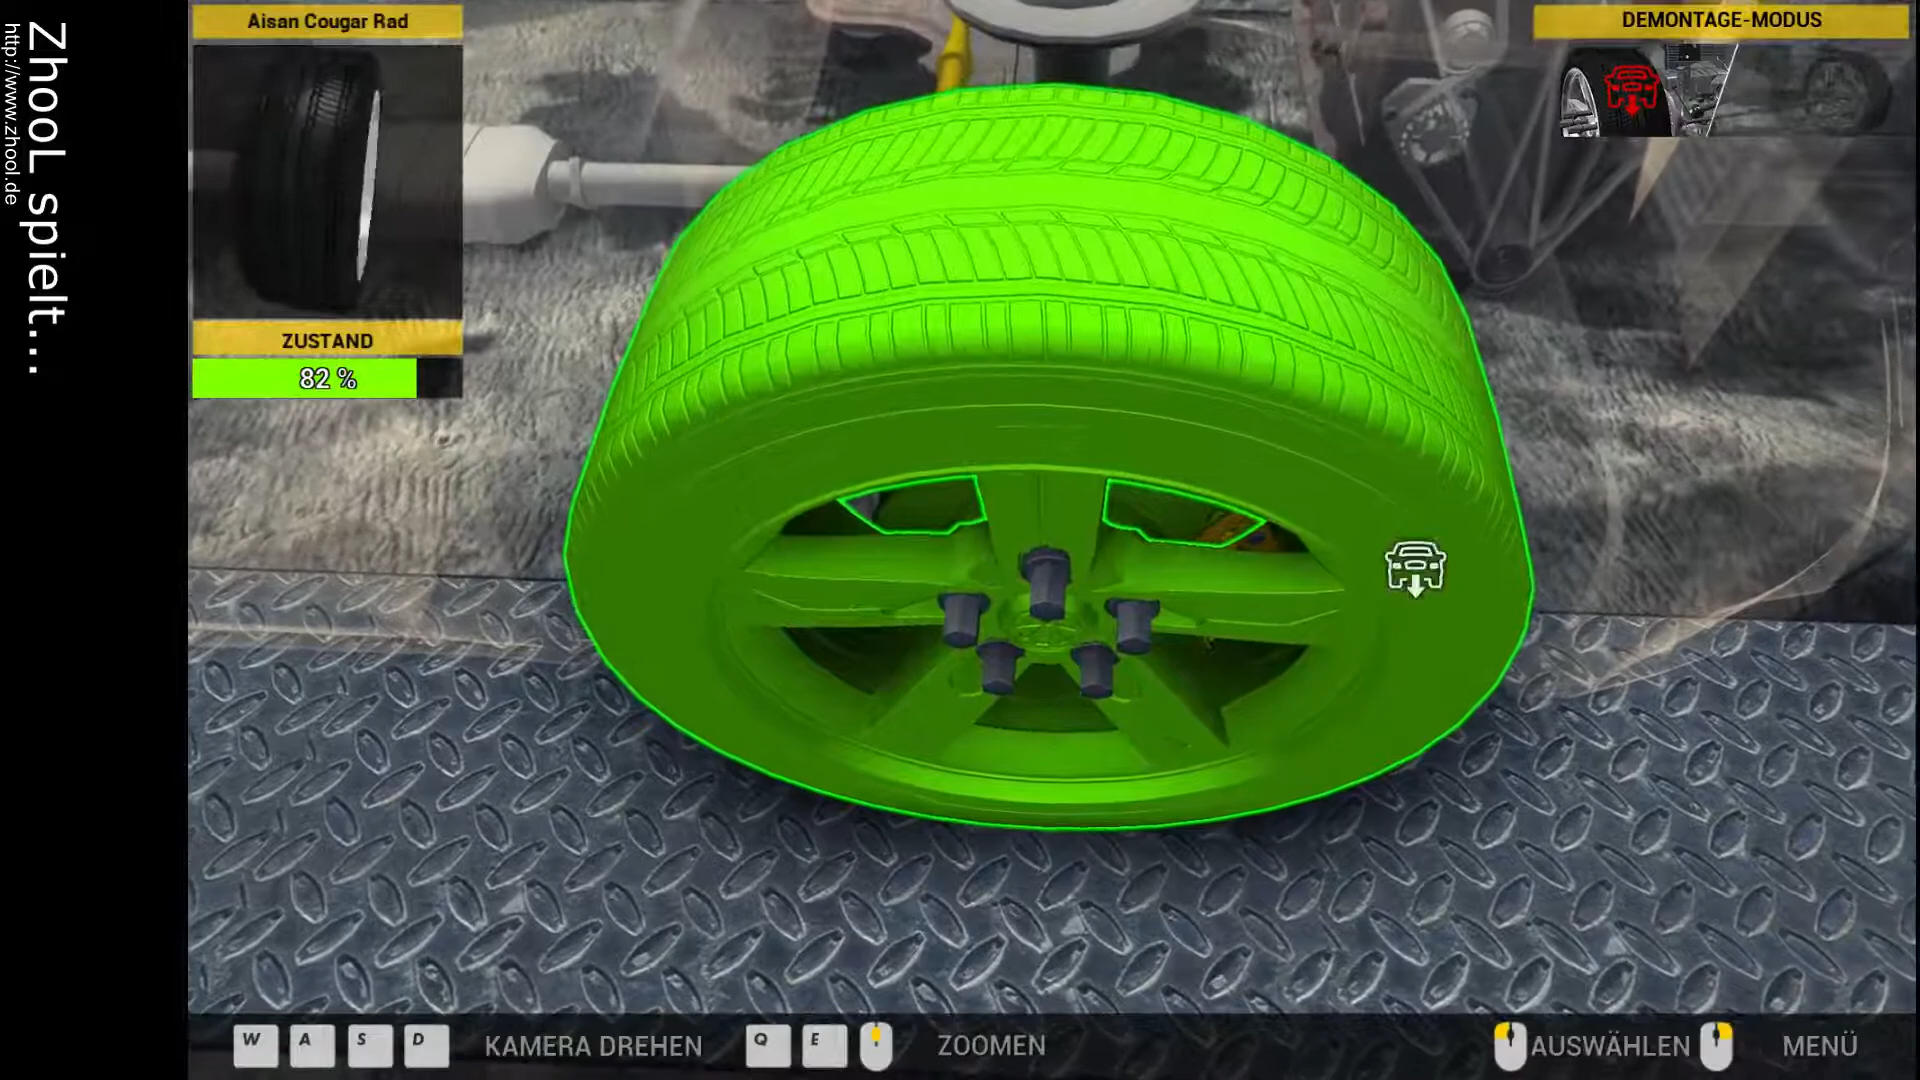 ZhooL spielt...
http://www.zhool.de
Aisan Cougar Rad
ZUSTAND
82 %
DEMONTAGE-MODUS
W A S D KAMERA DREHEN Q E ZOOMEN AUSWÄHLEN MENÜ